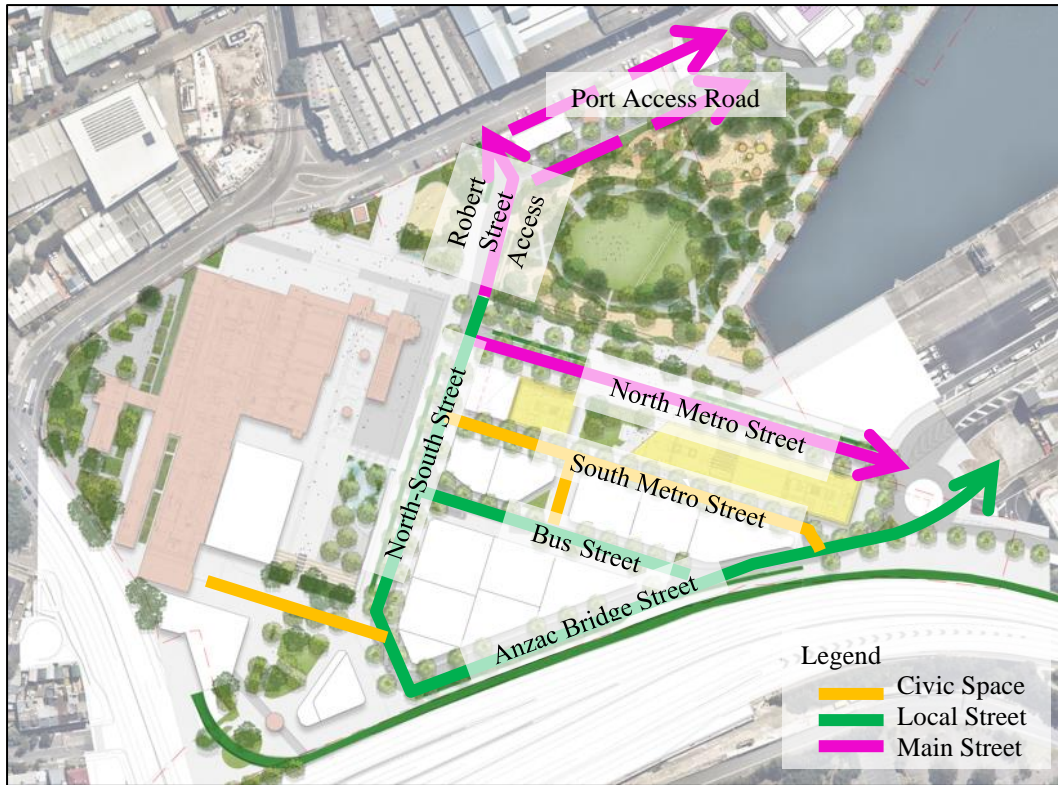 Port Access Road
Robert
Street
Access
North Metro Street
North-South Street
South Metro Street
Bus Street
Anzac Bridge Street
Legend
Civic Space
Local Street
Main Street